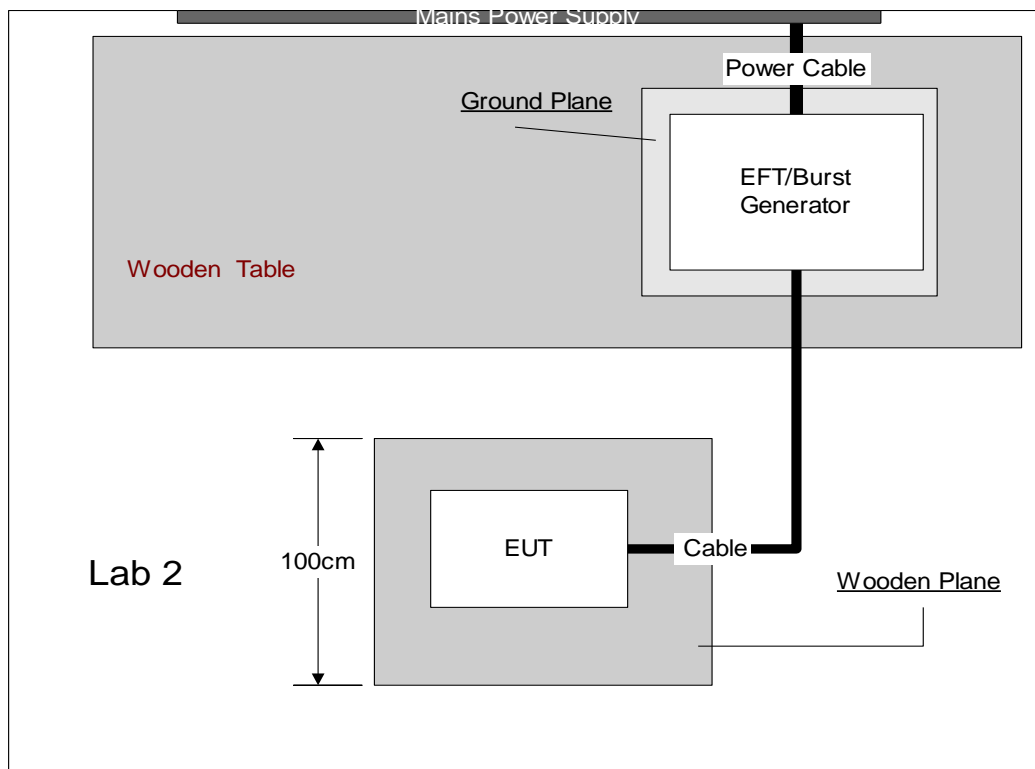 Mains Power Supply
Power Cable
Ground Plane
EFT/Burst
Generator
Wooden Table
EUT
Cable
100cm
Lab 2
Wooden Plane